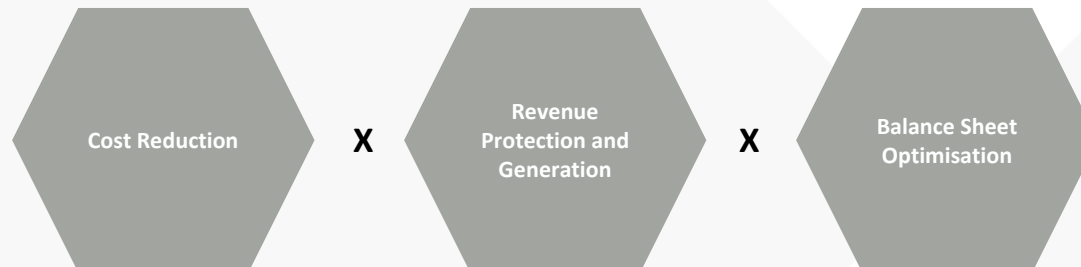 Cost Reduction
X
Revenue
Protection and
Generation
X
Balance Sheet
Optimisation